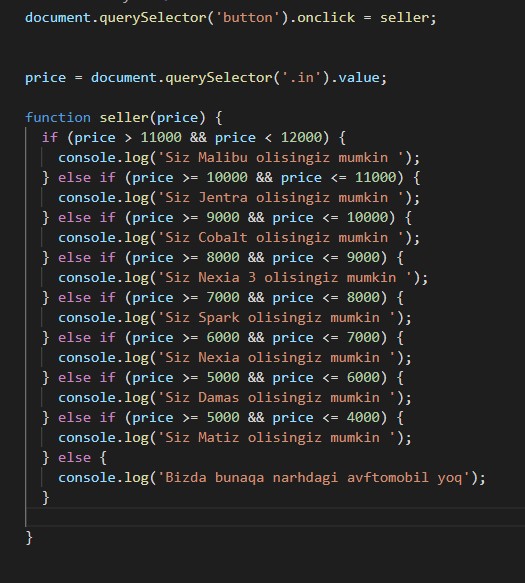 document.querySelector('button').onclick = seller;
price = document.querySelector('.in').value;
function seller(price) {
if (price > 11000 && price < 12000) {
console.log('Siz Malibu olisingiz mumkin ');
} else if (price >= 10000 && price <= 11000) {
console.log('Siz Jentra olisingiz mumkin ');
} else if (price >= 9000 && price <= 10000) {
console.log('Siz Cobalt olisingiz mumkin ');
} else if (price >= 8000 && price <= 9000) {
console.log('Siz Nexia 3 olisingiz mumkin ');
} else if (price >= 7000 && price <= 8000) {
console.log('Siz Spark olisingiz mumkin ');
} else if (price >= 6000 && price <= 7000) {
console.log('Siz Nexia olisingiz mumkin ');
} else if (price >= 5000 && price <= 6000) {
console.log('Siz Damas olisingiz mumkin ');
} else if (price >= 5000 && price <= 4000) {
console.log('Siz Matiz olisingiz mumkin ');
} else {
console.log('Bizda bunaqa narhdagi avftomobil yoq');
}
}